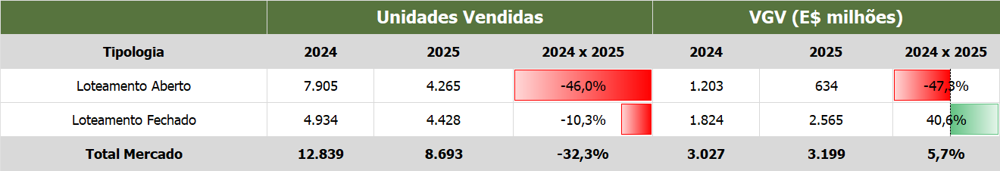 Unidades Vendidas VGV (E$ milhões)
Tipologia 2024 2025 2024 x 2025 2024 2025 2024 x 2025
Loteamento Aberto 7.905 4.265 -46,0% 1.203 634 -47,3%
Loteamento Fechado 4.934 4.428 -10,3% 1.824 2.565 40,6%
Total Mercado 12.839 8.693 -32,3% 3.027 3.199 5,7%